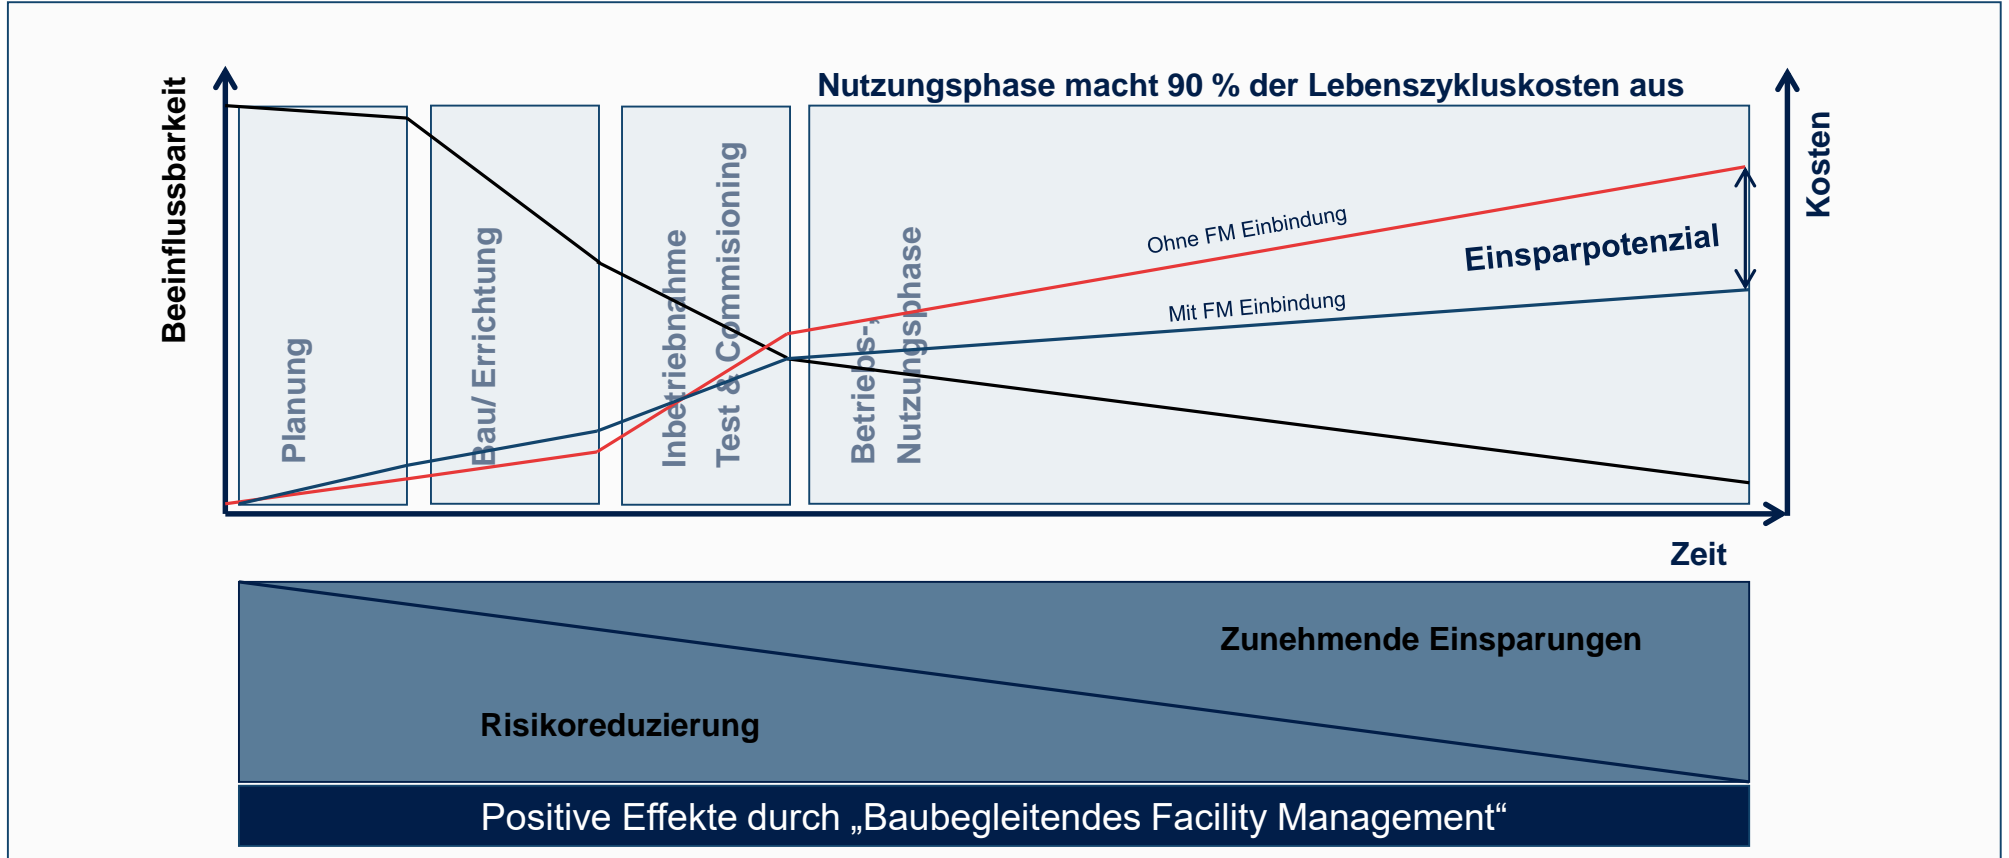 Nutzungsphase macht 90 % der Lebenszykluskosten aus
Beeinflussbarkeit
Planung
Bau/ Errichtung
Inbetriebnahme
Test & Commisioning
Betriebs-,
Nutzungsphase
Ohne FM Einbindung
Mit FM Einbindung
Einsparpotenzial
Kosten
Zeit
Zunehmende Einsparungen
Risikoreduzierung
Positive Effekte durch „Baubegleitendes Facility Management“